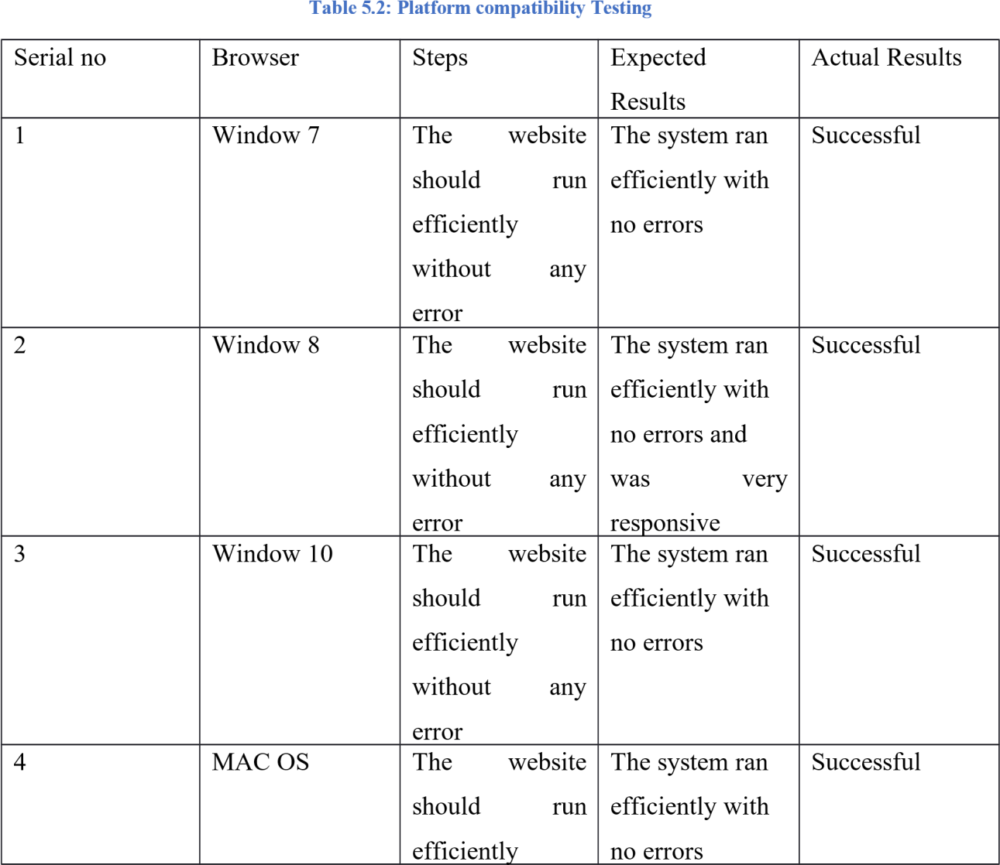 Table 5.2: Platform compatibility Testing
Serial no
Browser
Steps
Expected
Results
Actual Results
1
Window 7
The website
should run
efficiently
without any
error
The system ran
efficiently with
no errors
Successful
2
Window 8
The website
should run
efficiently
without any
error
The system ran
efficiently with
no errors and
was very
responsive
Successful
3
Window 10
The website
should run
efficiently
without any
error
The system ran
efficiently with
no errors
Successful
4
MAC OS
The website
should run
efficiently
The system ran
efficiently with
no errors
Successful